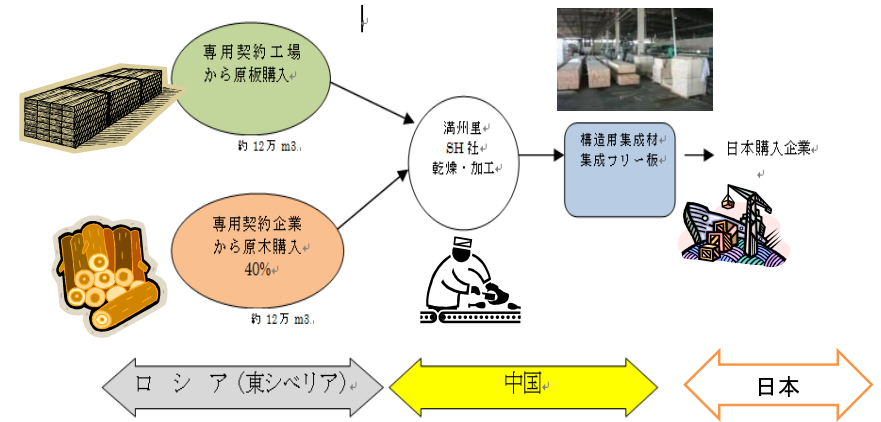 専用契約工場
から原板購入
約 12万 m3.
専用契約企業
から原木購入
40%
約 12万 m3.
満州里
SH 社
乾燥・加工
構造用集成材
集成フリー板
日本購入企業
ロ シ ア（東シベリア）
中国
日本